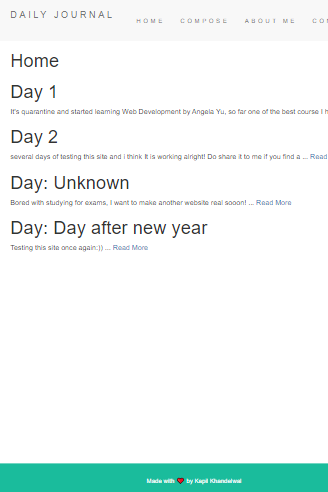 DAILY JOURNAL HOME COMPOSE ABOUT ME
Home
Day 1
It's quarantine and started learning Web Development by Angela Yu, so far one of the best course I
Day 2
several days of testing this site and i think It is working alright! Do share it to me if you find a ... Read
Day: Unknown
Bored with studying for exams, I want to make another website real sooon! ... Read More
Day: Day after new year
Testing this site once again:)) ... Read More
Made with ❤ by Kapil Khandelwal